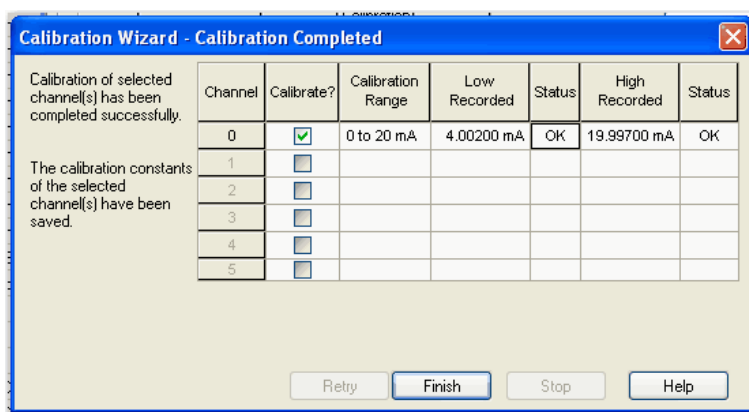 Calibration Wizard - Calibration Completed
Calibration of selected
channel(s) has been
completed successfully.
The calibration constants
of the selected
channel(s) have been
saved.
Channel Calibrate? Calibration Range Low Recorded Status High Recorded Status
0 0 to 20 mA 4.00200 mA OK 19.99700 mA OK
1
2
3
4
5
Retry Finish Stop Help